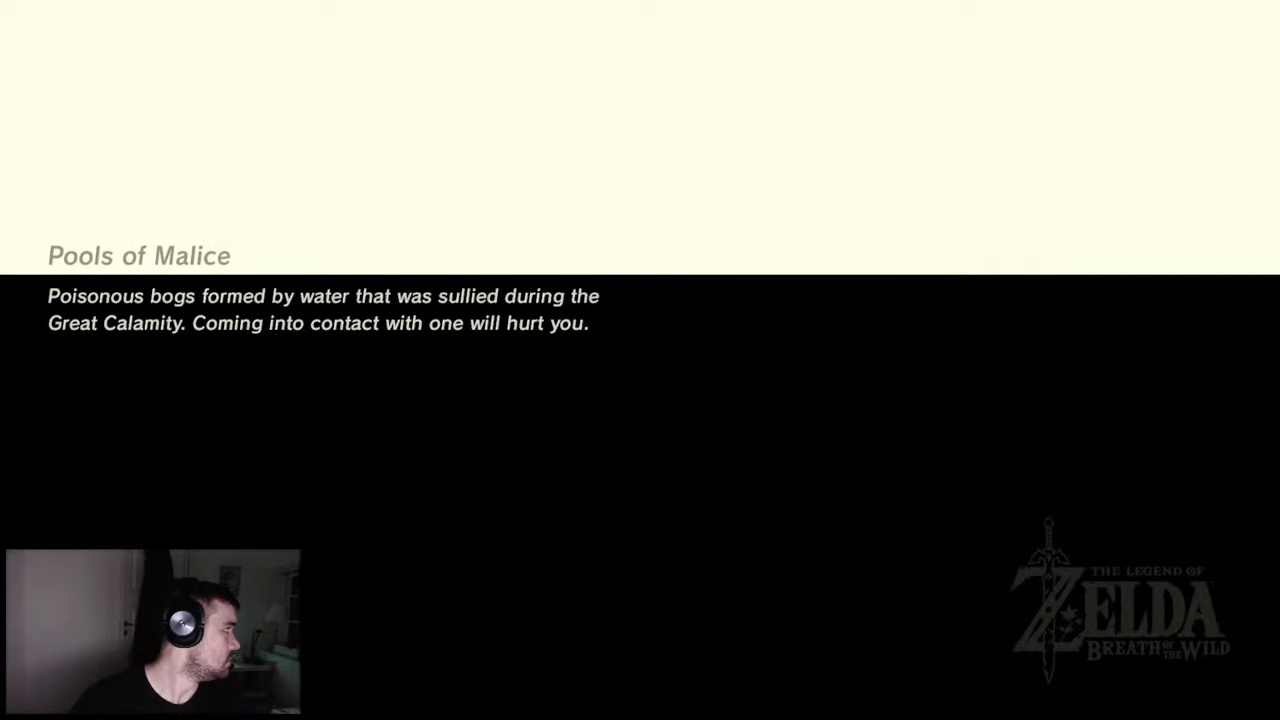 Pools of Malice
Poisonous bogs formed by water that was sullied during the
Great Calamity. Coming into contact with one will hurt you.
THE LEGEND OF
ZELDA
BREATH OF THE WILD